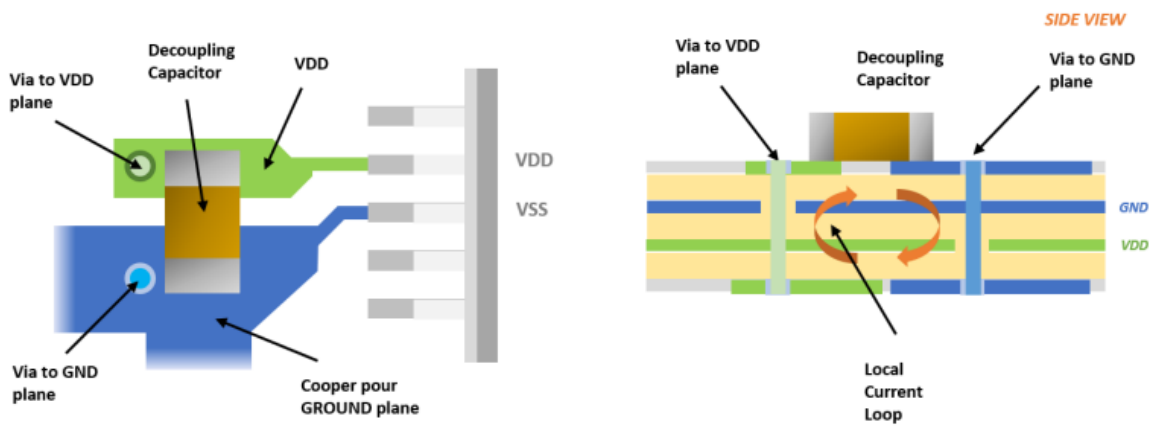 Decoupling
Capacitor
VDD
Via to VDD
plane
VDD
VSS
Via to GND
plane
Cooper pour
GROUND plane
SIDE VIEW
Via to VDD
plane
Decoupling
Capacitor
Via to GND
plane
GND
VDD
Local
Current
Loop